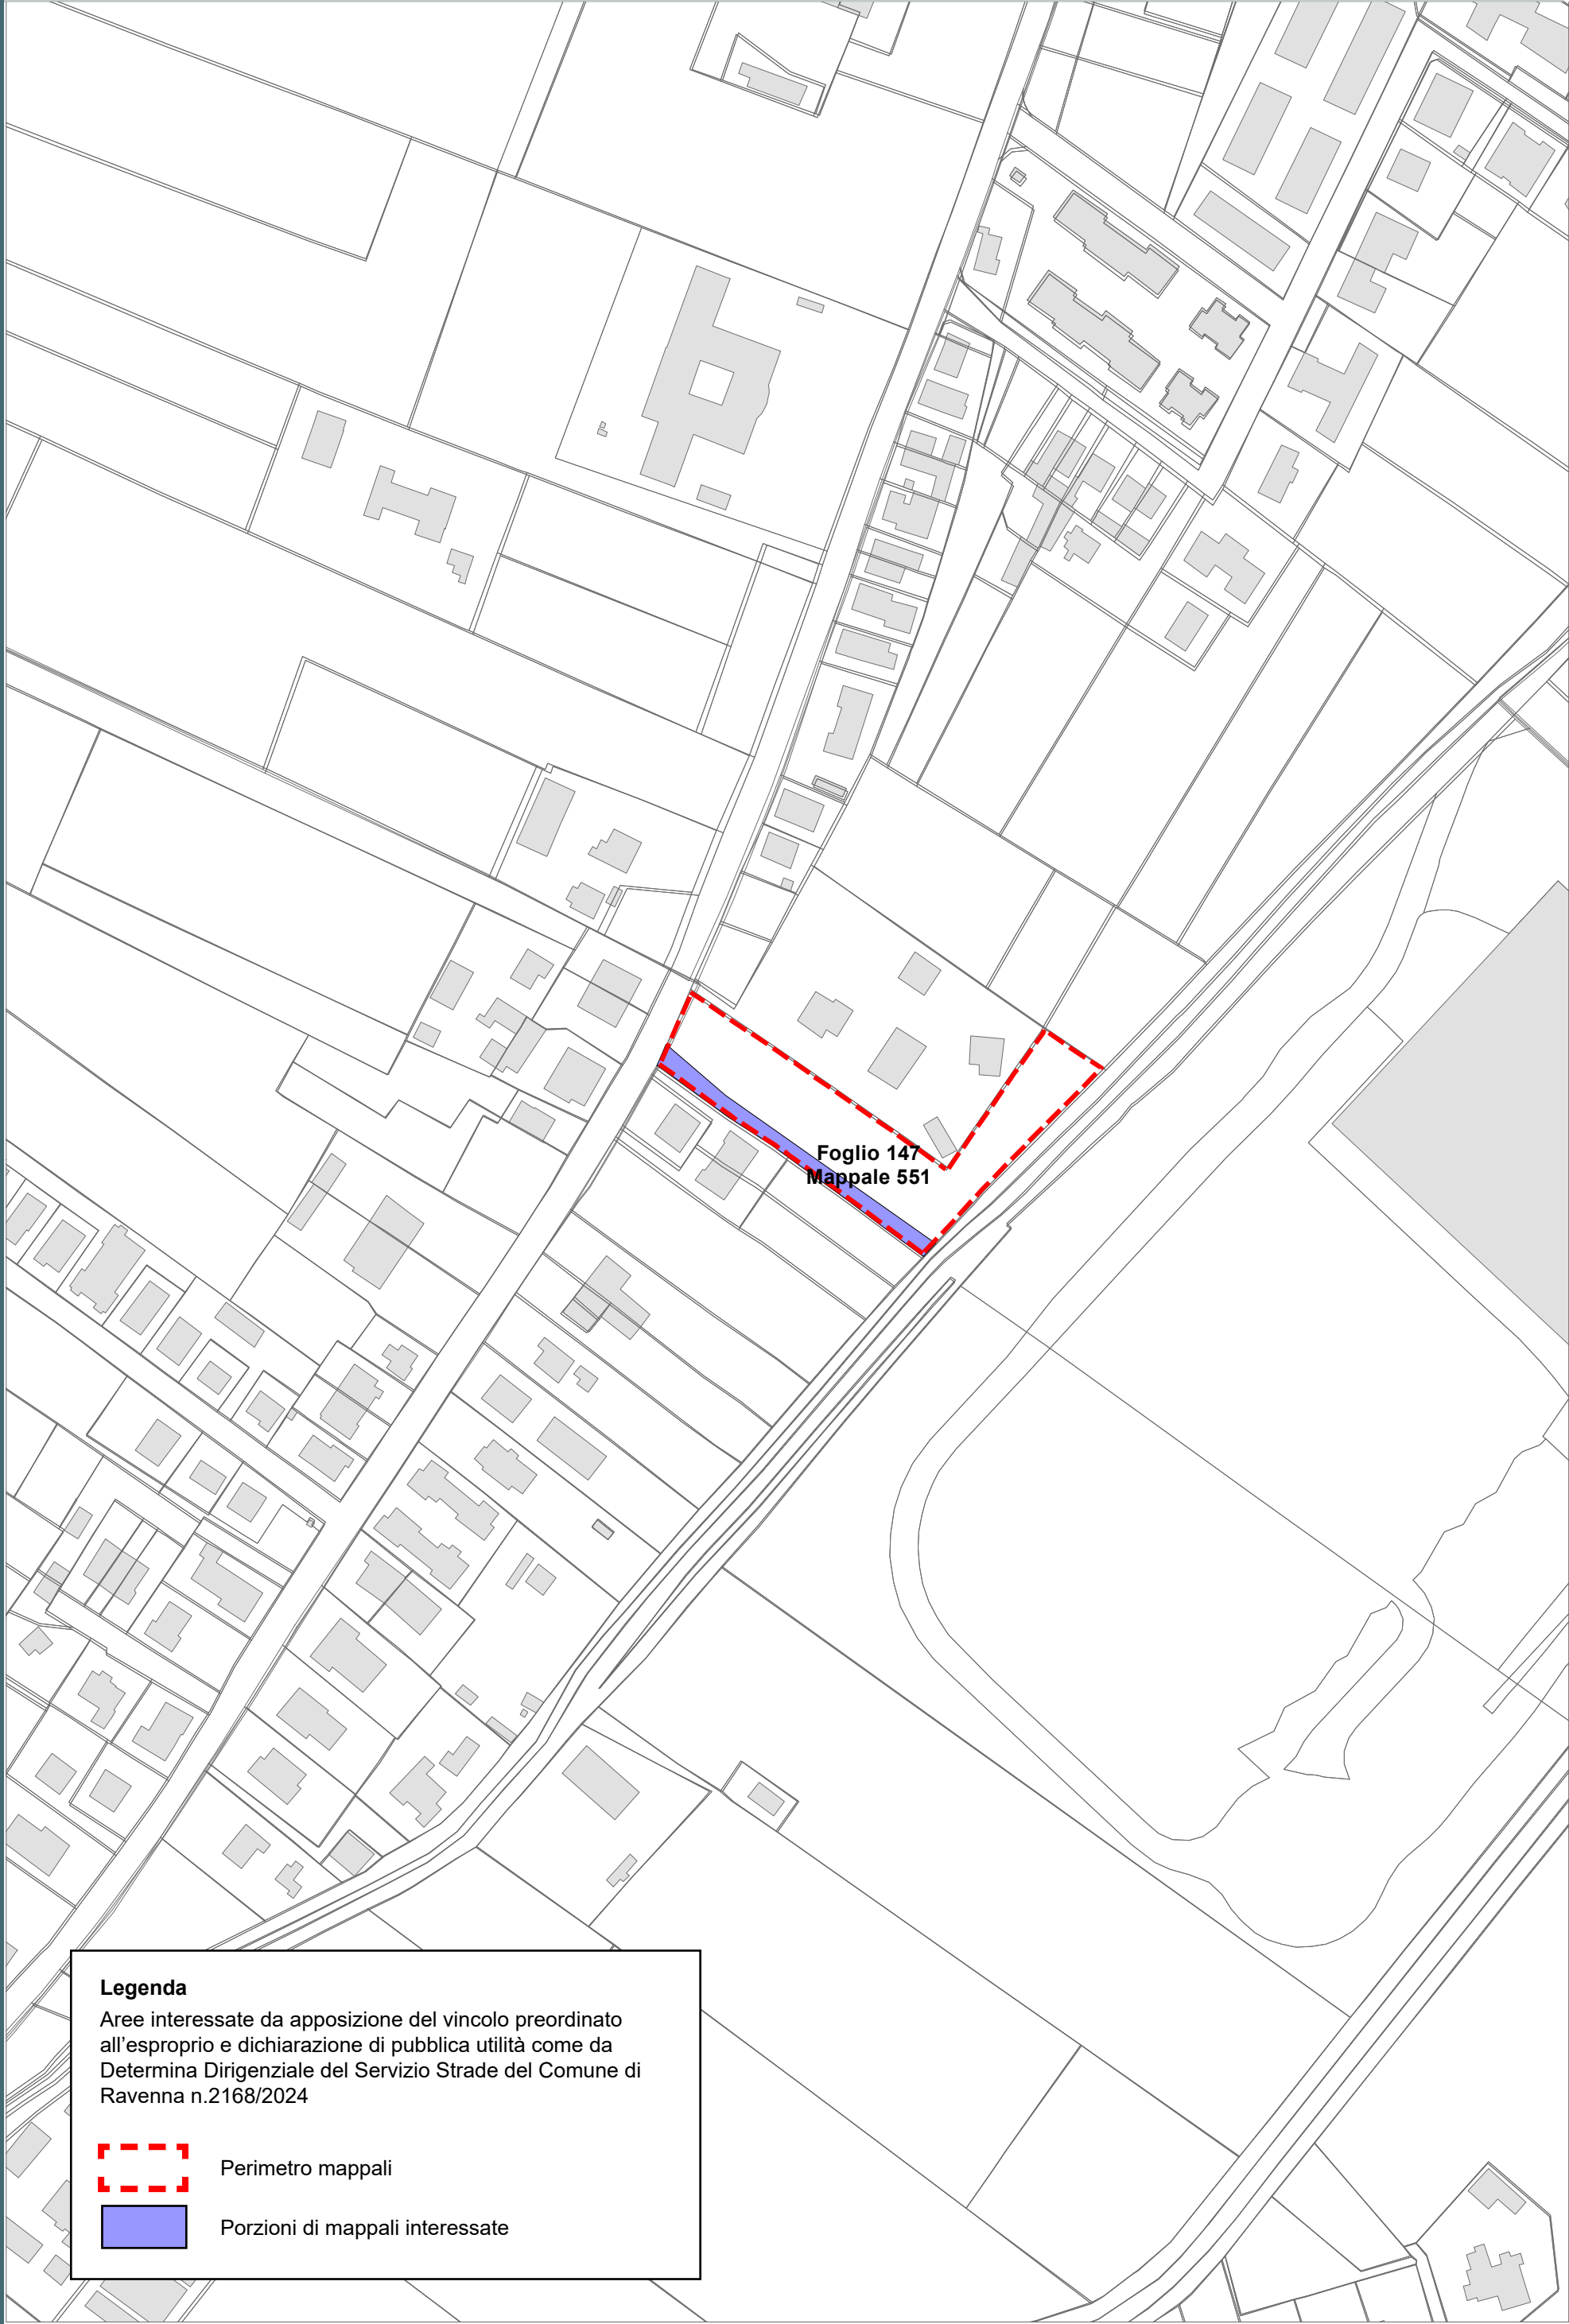 Foglio 147
Mappale 551
Legenda
Aree interessate da apposizione del vincolo preordinato
all’esproprio e dichiarazione di pubblica utilità come da
Determina Dirigenziale del Servizio Strade del Comune di
Ravenna n.2168/2024
Perimetro mappali
Porzioni di mappali interessate